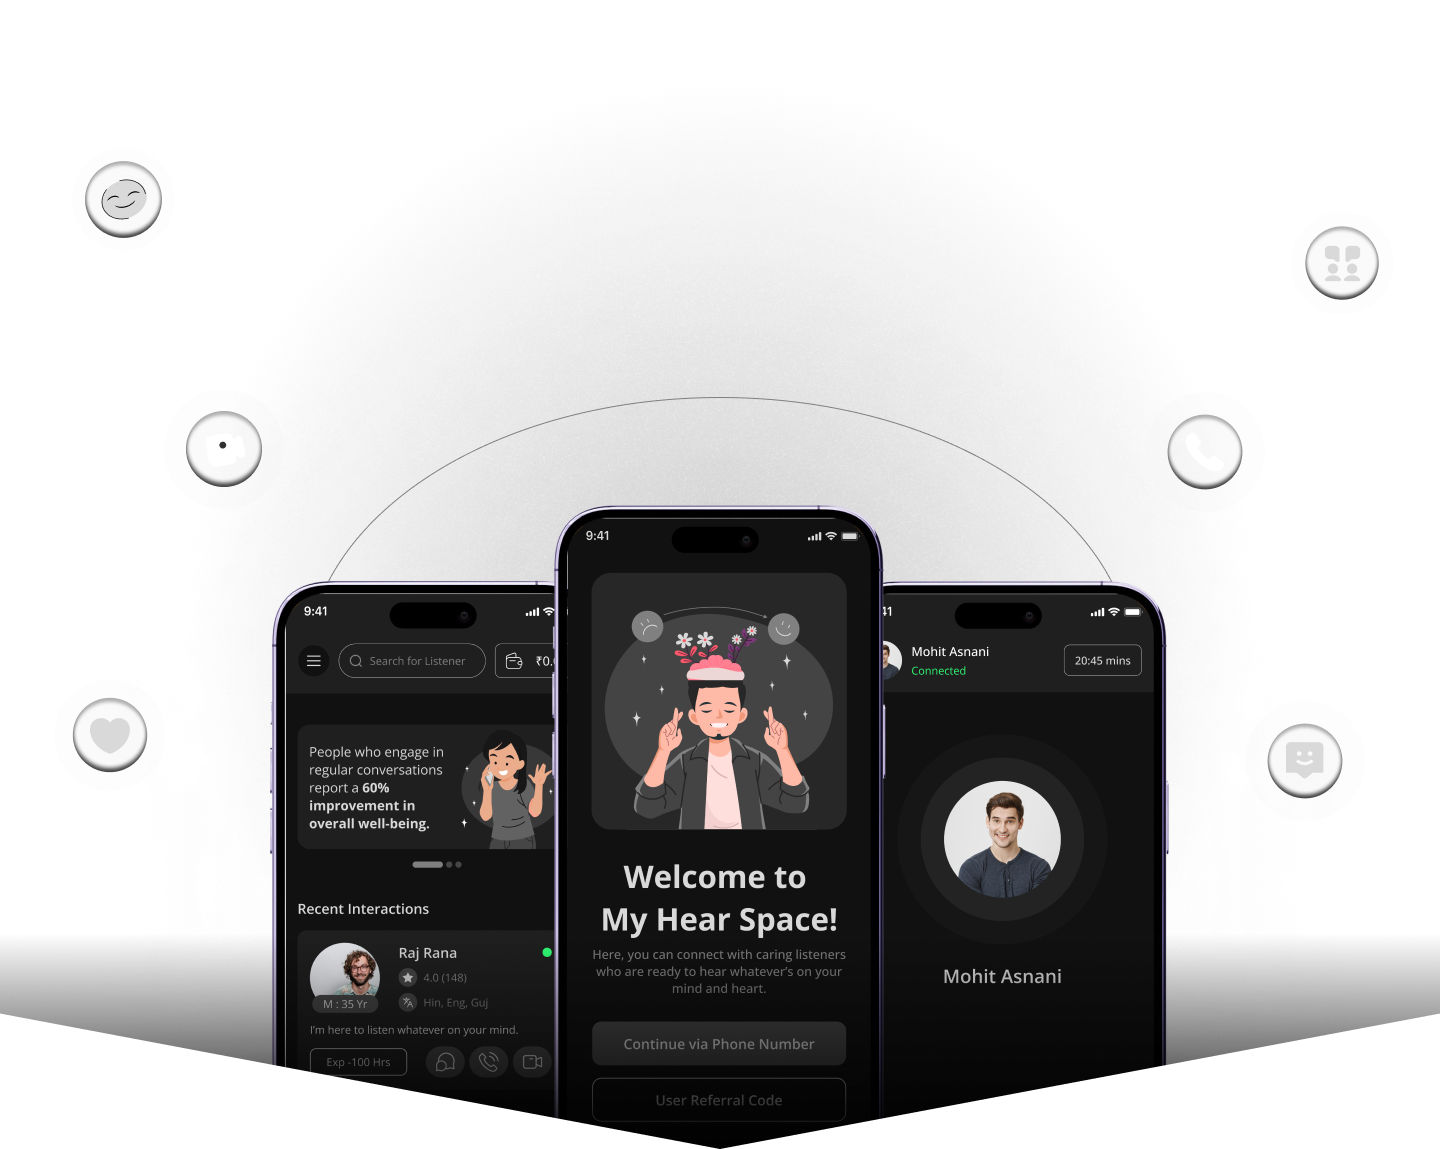 9:41
Search for Listener
₹0.
People who engage in
regular conversations
report a 60%
improvement in
overall well-being.
Recent Interactions
Raj Rana
4.0 (148)
Hin, Eng, Guj
M : 35 Yr
I'm here to listen whatever on your mind.
Exp -100 Hrs
9:41
Welcome to
My Hear Space!
Here, you can connect with caring listeners
who are ready to hear whatever's on your
mind and heart.
Continue via Phone Number
User Referral Code
41
Mohit Asnani
Connected
20:45 mins
Mohit Asnani